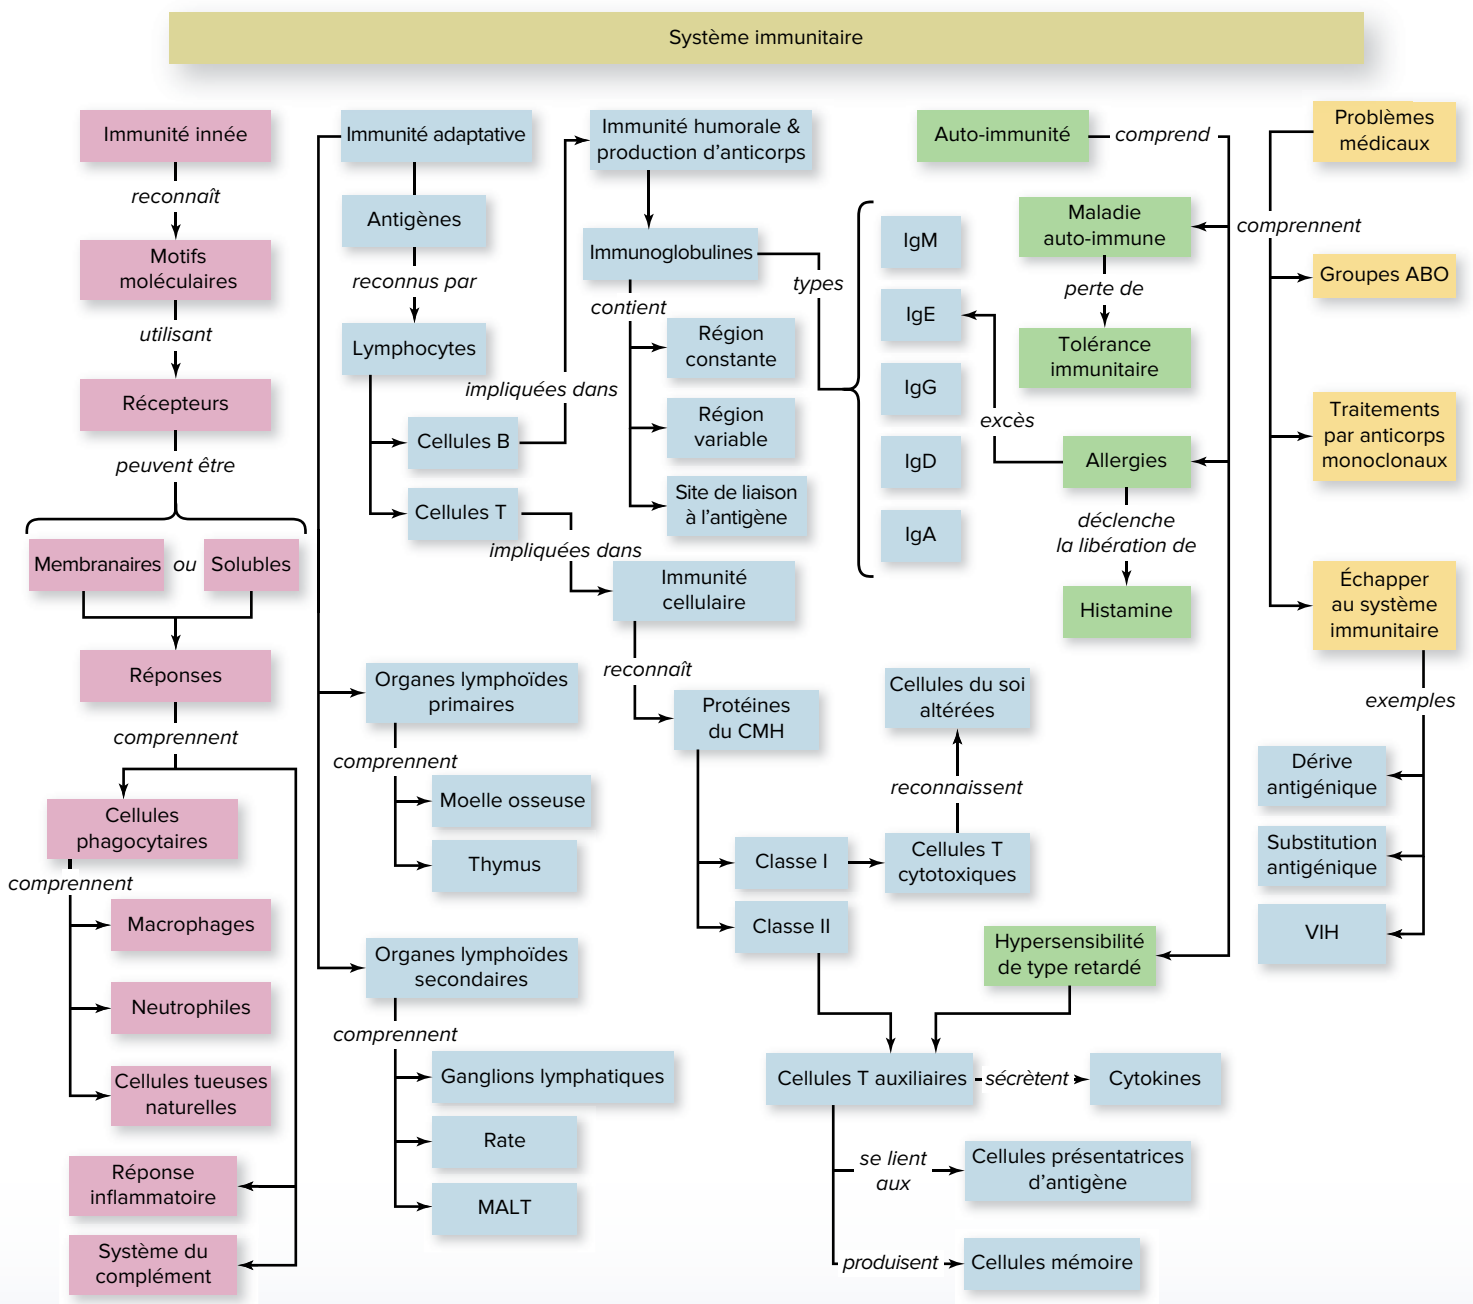 Système immunitaire
Immunité innée
reconnaît
Motifs
moléculaires
utilisant
Récepteurs
peuvent être
Membranaires
ou
Solubles
Réponses
comprennent
Cellules
phagocytaires
comprennent
Macrophages
Neutrophiles
Cellules tueuses
naturelles
Réponse
inflammatoire
Système du
complément
Immunité adaptative
Antigènes
reconnus par
Lymphocytes
Cellules B
impliquées dans
Cellules T
impliquées dans
Organes lymphoïdes
primaires
comprennent
Moelle osseuse
Thymus
Organes lymphoïdes
secondaires
comprennent
Ganglions lymphatiques
Rate
MALT
Immunité humorale &
production d'anticorps
Immunoglobulines
contient
Région
constante
Région
variable
Site de liaison
à l'antigène
types
IgM
IgE
IgG
IgD
IgA
Immunité
cellulaire
reconnaît
Protéines
du CMH
Classe I
Classe II
Cellules T
cytotoxiques
reconnaissent
Cellules du soi
altérées
Cellules T auxiliaires
sécrètent
Cytokines
se lient
aux
Cellules présentatrices
d'antigène
produisent
Cellules mémoire
Auto-immunité
comprend
Maladie
auto-immune
perte de
Tolérance
immunitaire
excès
Allergies
déclenche
la libération de
Histamine
Hypersensibilité
de type retardé
Problèmes
médicaux
comprennent
Groupes ABO
Traitements
par anticorps
monoclonaux
Échapper
au système
immunitaire
exemples
Dérive
antigénique
Substitution
antigénique
VIH